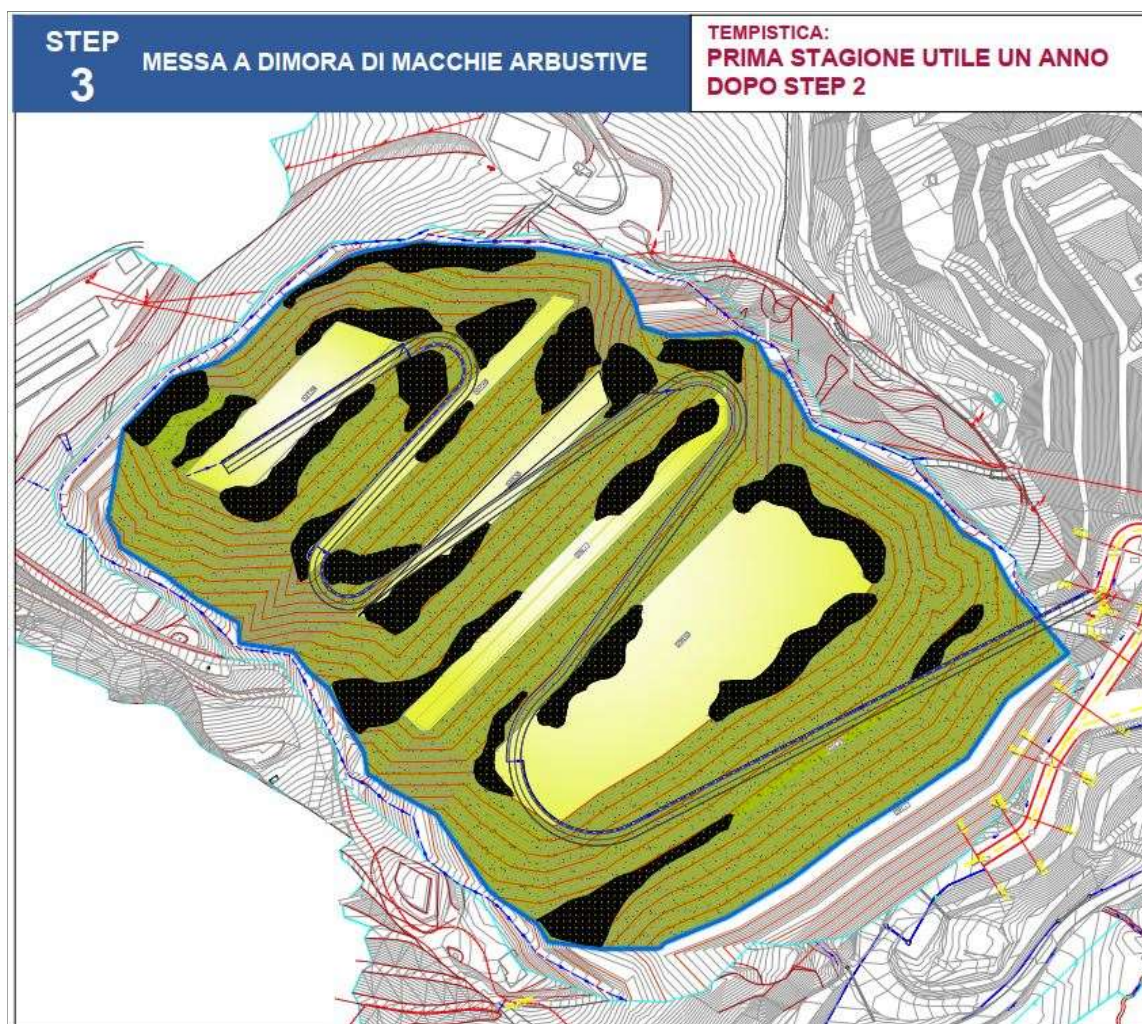 STEP
3
MESSA A DIMORA DI MACCHIE ARBUSTIVE
TEMPISTICA:
PRIMA STAGIONE UTILE UN ANNO
DOPO STEP 2